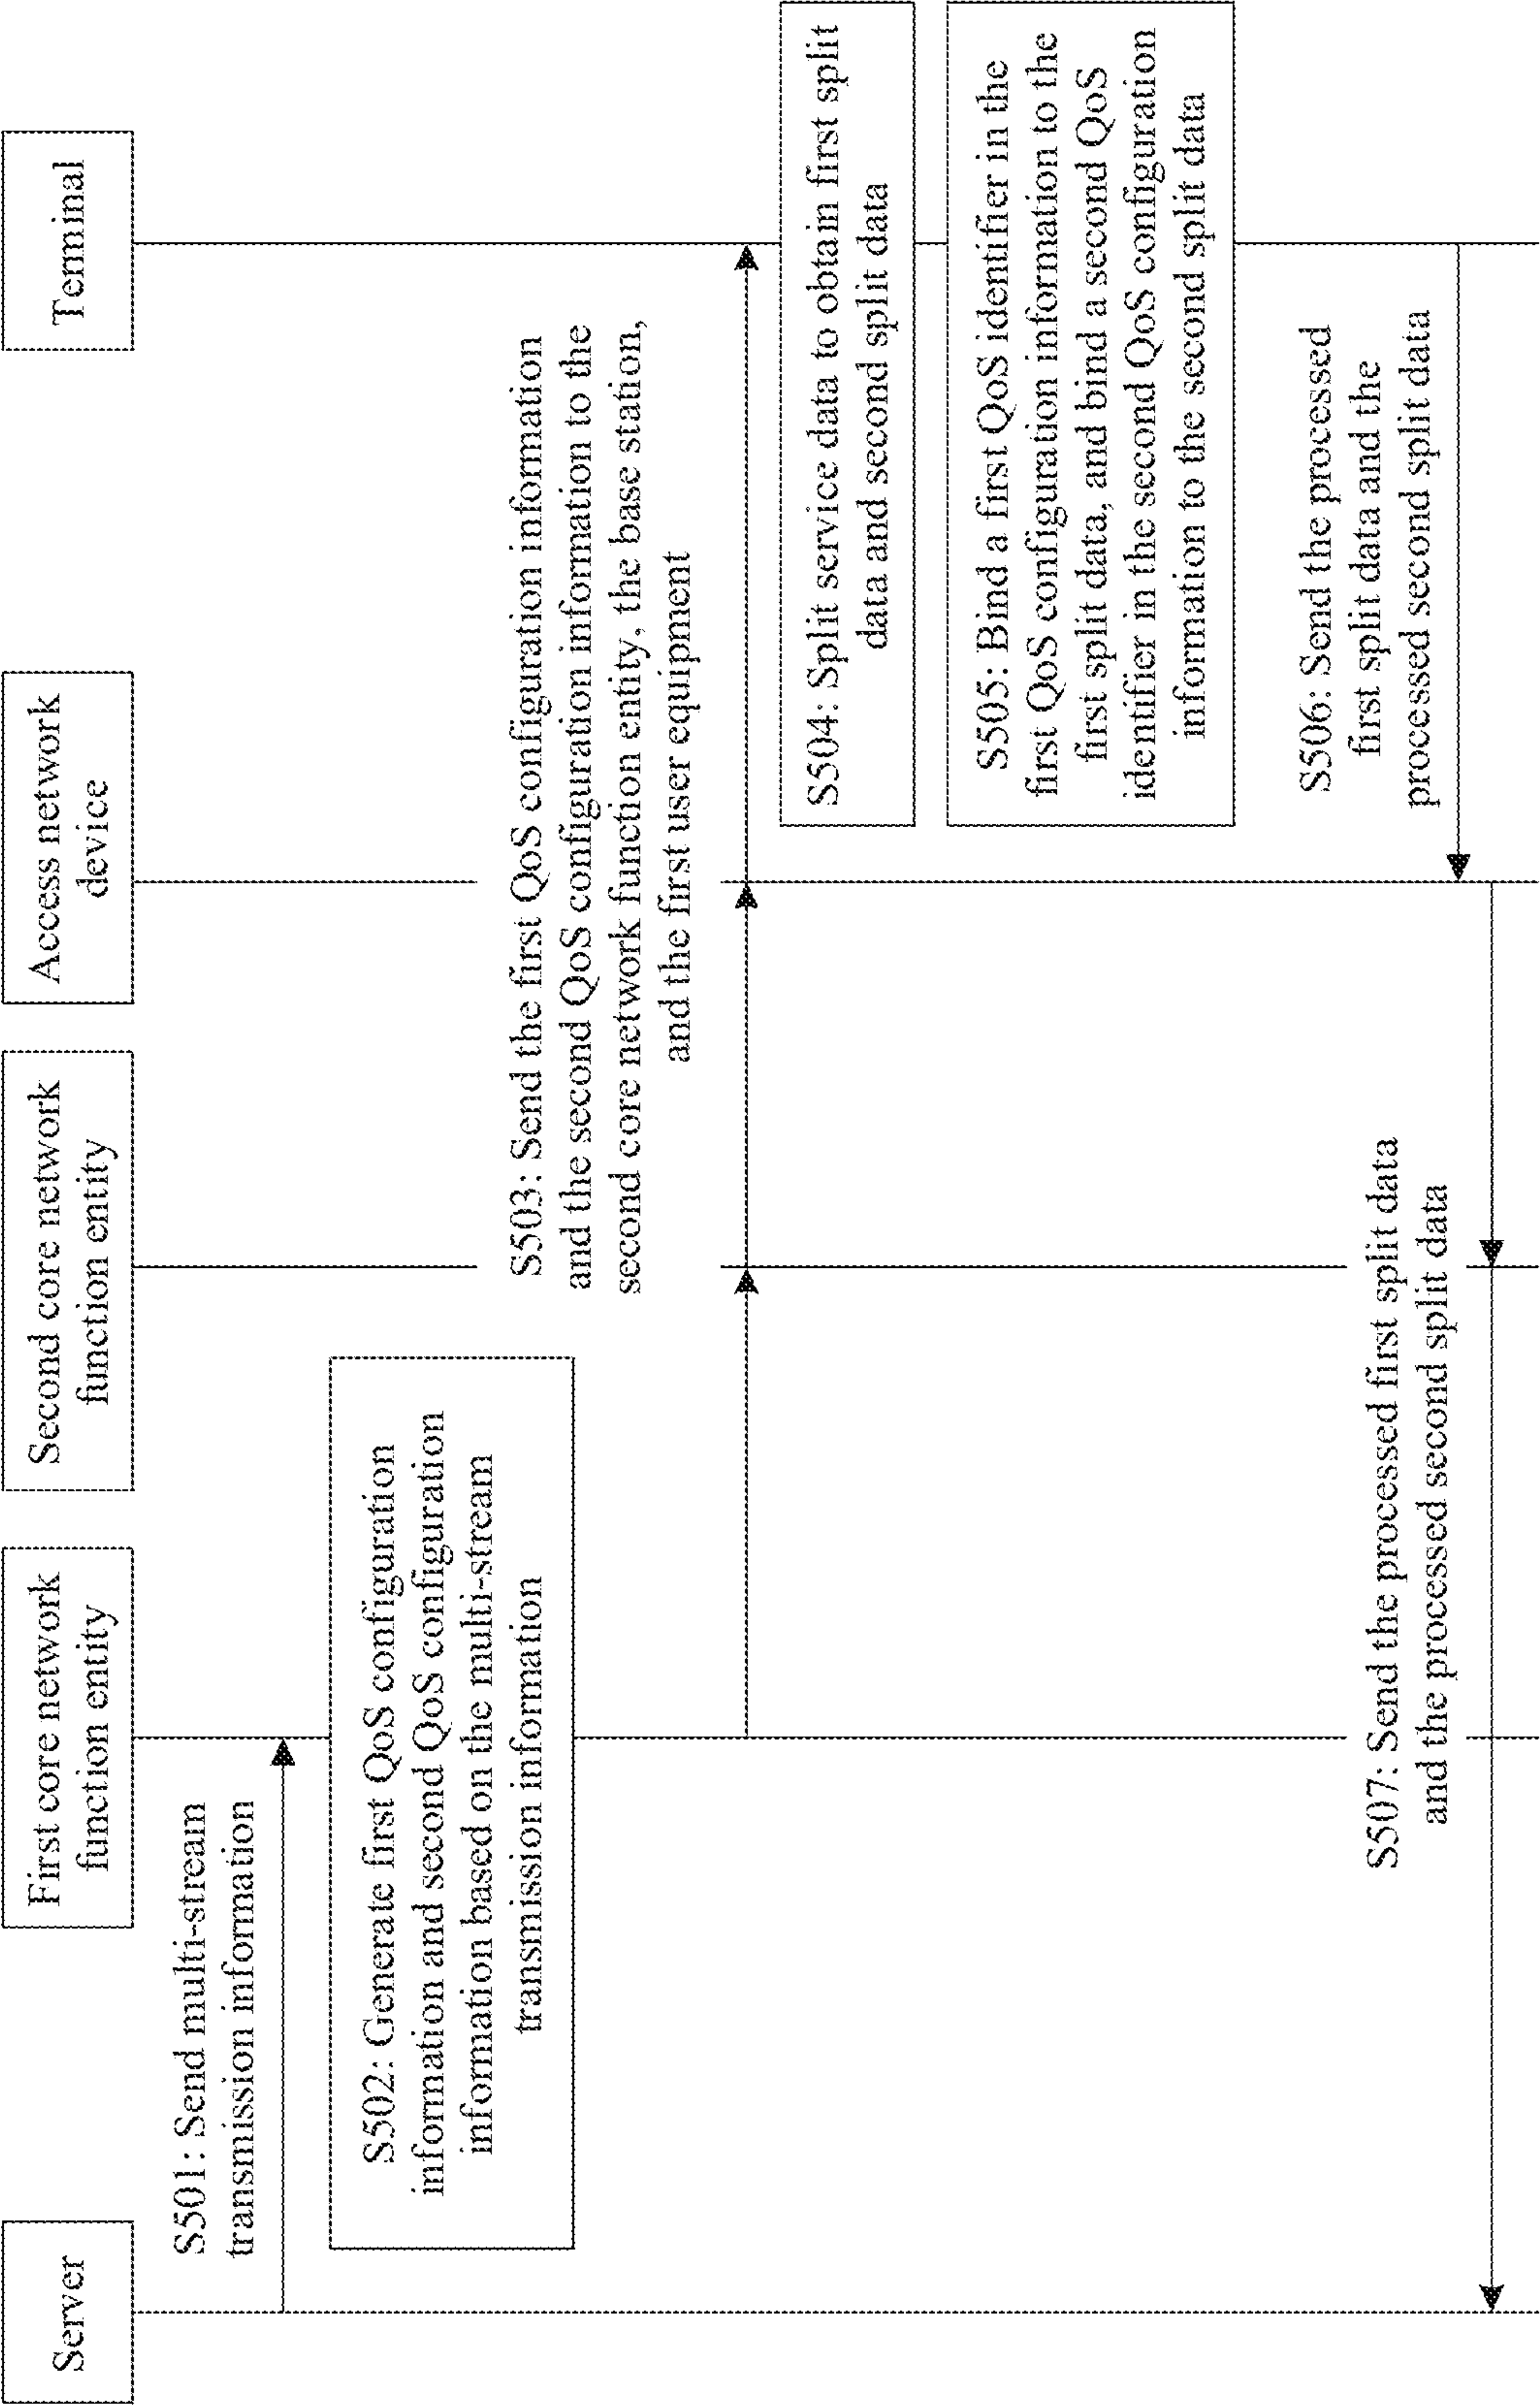 Server
First core network
function entity
Second core network
function entity
Access network
device
Terminal
S501: Send multi-stream
transmission information
S502: Generate first QoS configuration
information and second QoS configuration
information based on the multi-stream
transmission information
S503: Send the first QoS configuration information
and the second QoS configuration information to the
second core network function entity, the base station,
and the first user equipment
S504: Split service data to obtain first split
data and second split data
S505: Bind a first QoS identifier in the
first QoS configuration information to the
first split data, and bind a second QoS
identifier in the second QoS configuration
information to the second split data
S506: Send the processed
first split data and the
processed second split data
S507: Send the processed first split data
and the processed second split data